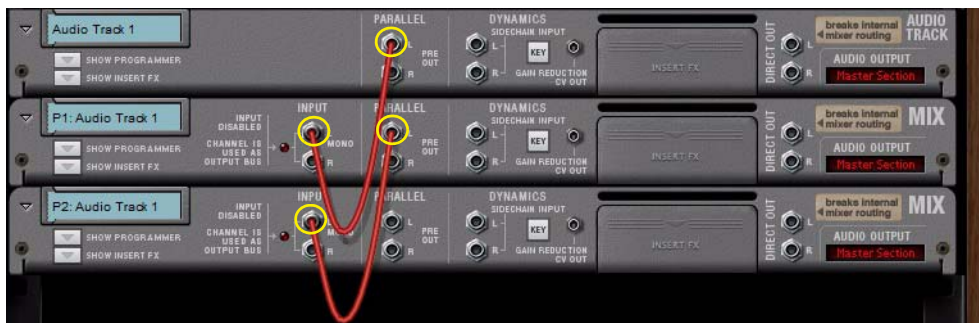 Audio Track 1
SHOW PROGRAMMER
SHOW INSERT FX
PARALLEL
L
R
PRE OUT
DYNAMICS
SIDECHAIN INPUT
L
KEY
R
GAIN REDUCTION
CV OUT
INSERT FX
DIRECT OUT
L
R
breaks internal
mixer routing
AUDIO
TRACK
AUDIO OUTPUT
Master Section
P1: Audio Track 1
SHOW PROGRAMMER
SHOW INSERT FX
INPUT
DISABLED
CHANNEL IS
USED AS
OUTPUT BUS
INPUT
L
MONO
R
PARALLEL
L
R
PRE OUT
DYNAMICS
SIDECHAIN INPUT
L
KEY
R
GAIN REDUCTION
CV OUT
INSERT FX
DIRECT OUT
L
R
breaks internal
mixer routing
MIX
AUDIO OUTPUT
Master Section
P2: Audio Track 1
SHOW PROGRAMMER
SHOW INSERT FX
INPUT
DISABLED
CHANNEL IS
USED AS
OUTPUT BUS
INPUT
L
MONO
R
PARALLEL
L
R
PRE OUT
DYNAMICS
SIDECHAIN INPUT
L
KEY
R
GAIN REDUCTION
CV OUT
INSERT FX
DIRECT OUT
L
R
breaks internal
mixer routing
MIX
AUDIO OUTPUT
Master Section